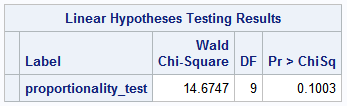 Linear Hypotheses Testing Results
Label Wald Chi-Square DF Pr > ChiSq
proportionality_test 14.6747 9 0.1003